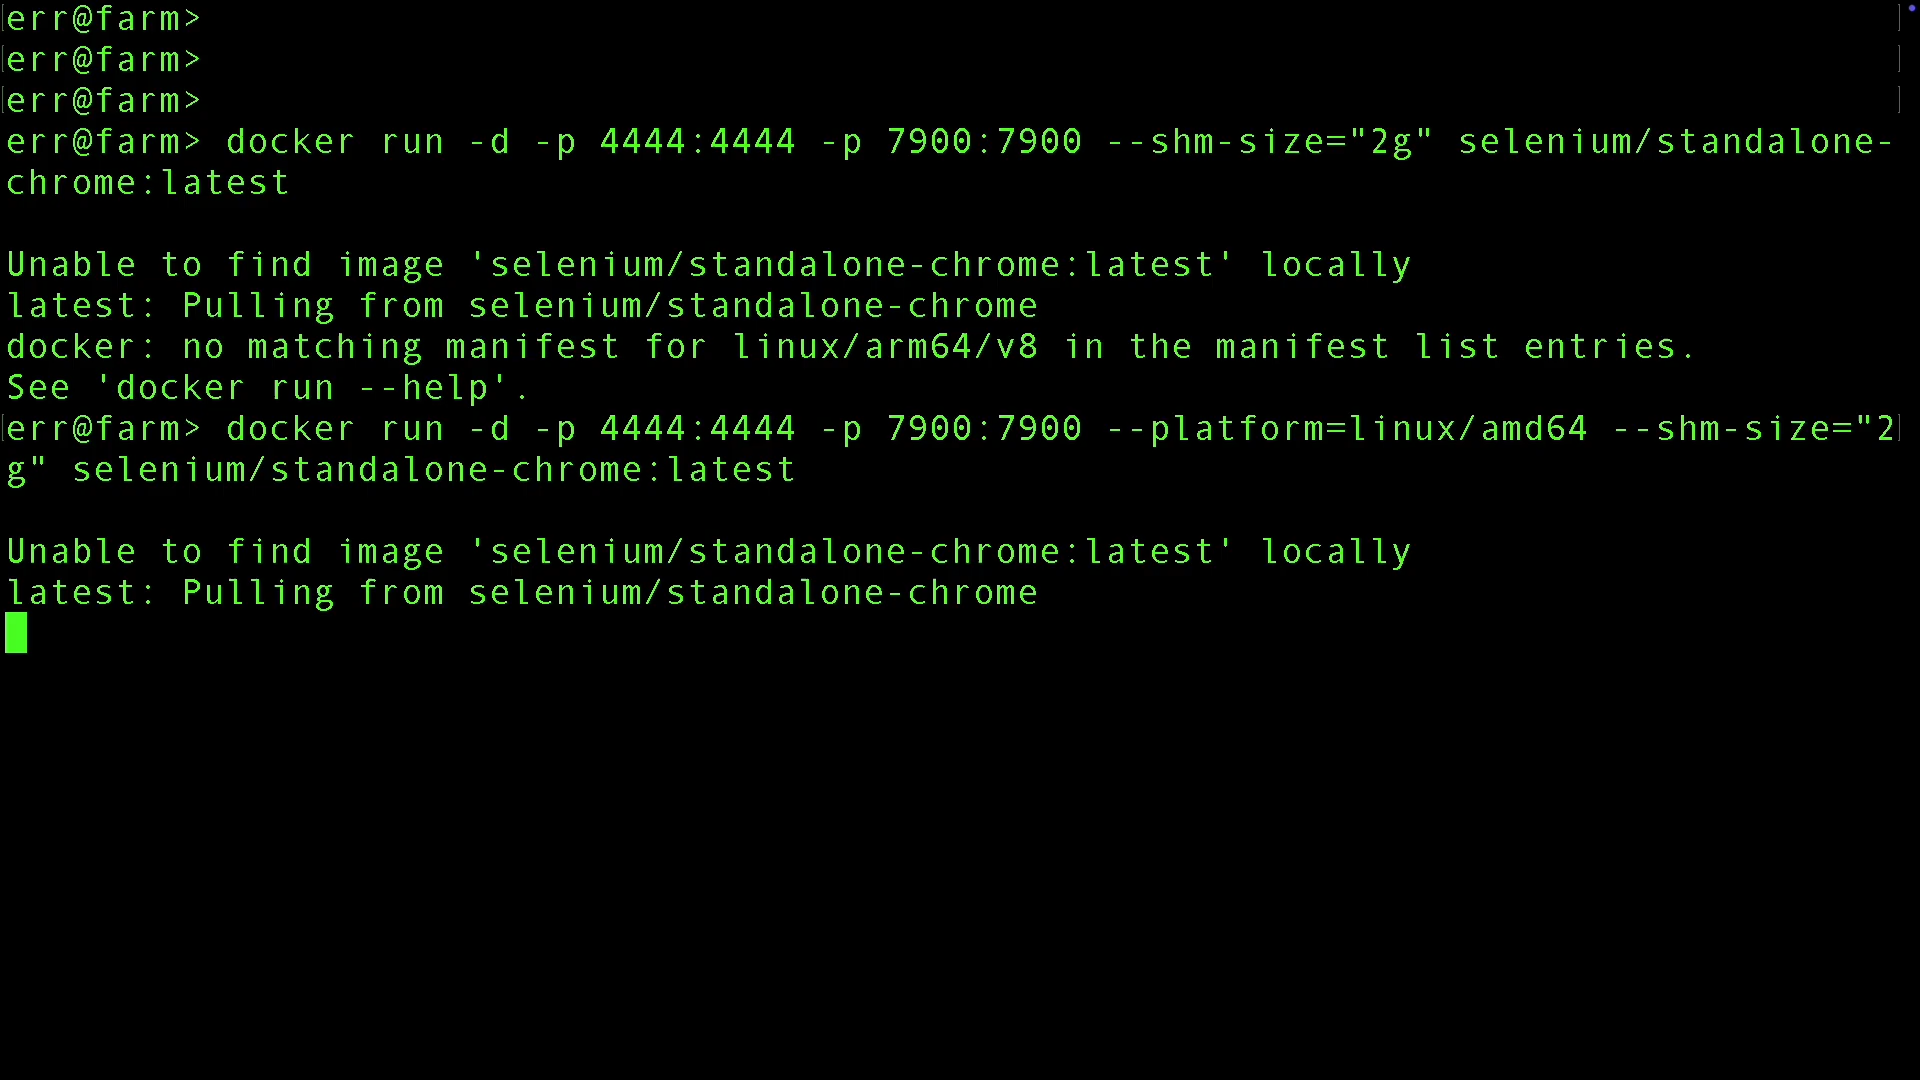 err@farm>
err@farm>
err@farm>
err@farm> docker run -d -p 4444:4444 -p 7900:7900 --shm-size="2g" selenium/standalone-
chrome:latest
Unable to find image 'selenium/standalone-chrome:latest' locally
latest: Pulling from selenium/standalone-chrome
docker: no matching manifest for linux/arm64/v8 in the manifest list entries.
See 'docker run --help'.
err@farm> docker run -d -p 4444:4444 -p 7900:7900 --platform=linux/amd64 --shm-size="2
g" selenium/standalone-chrome:latest
Unable to find image 'selenium/standalone-chrome:latest' locally
latest: Pulling from selenium/standalone-chrome